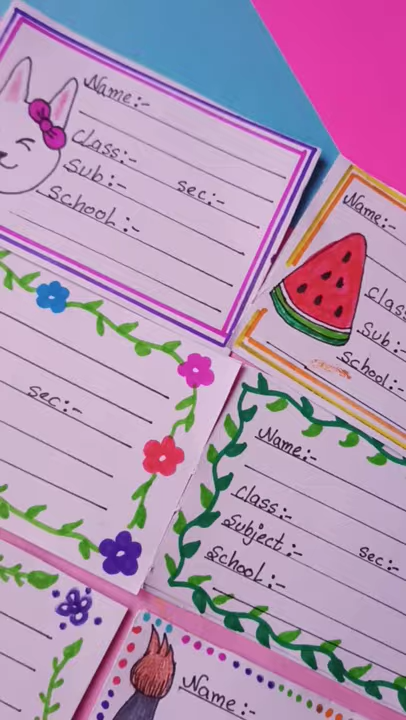 Name:-
Class:-
Sub:- sec:-
School:-
Name:-
Class
Sub:-
School:-
sec:-
Name:-
Class:-
Subject:- sec:-
School:-
Name:-